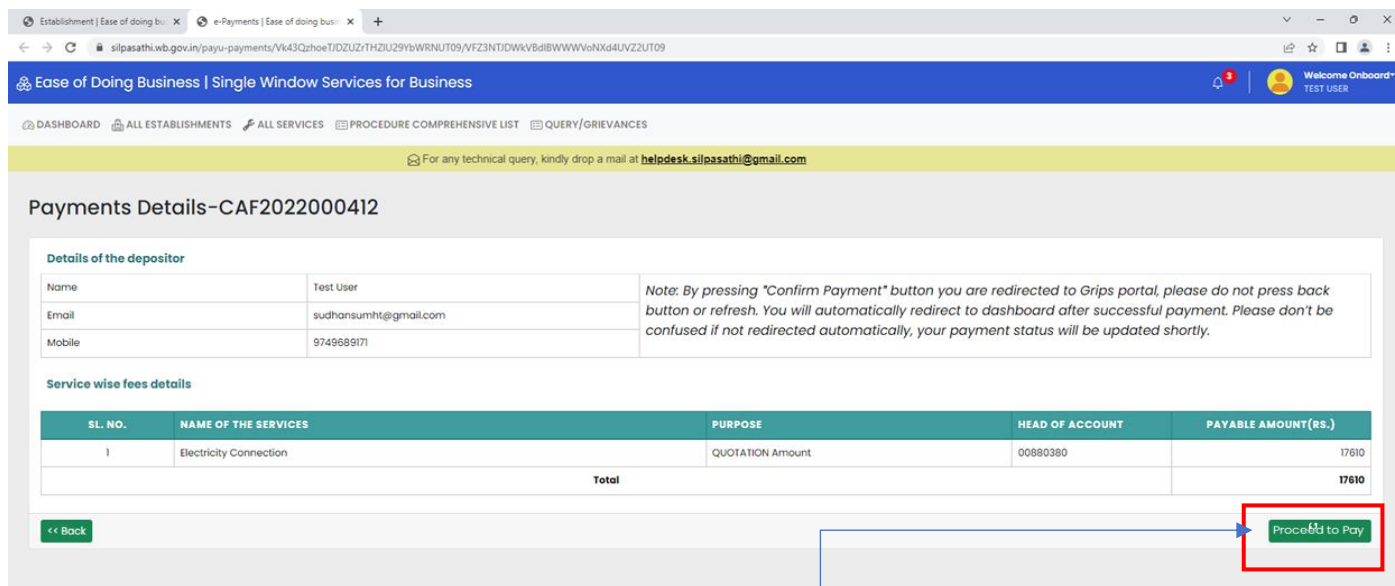 Establishment | Ease of doing bu
e-Payments | Ease of doing busin
silpasathi.wb.gov.in/payu-payments/Vk43QzhoeTJDZUZrTHZIU29YbWRNUT09/VFZ3NTJDWkVBdlBWWWVoNXd4UVZ2UT09
Ease of Doing Business | Single Window Services for Business
3
Welcome Onboard
TEST USER
DASHBOARD ALL ESTABLISHMENTS ALL SERVICES PROCEDURE COMPREHENSIVE LIST QUERY/GRIEVANCES
For any technical query, kindly drop a mail at helpdesk.silpasathi@gmail.com
Payments Details-CAF2022000412
Details of the depositor
Name Test User
Email sudhansumht@gmail.com
Mobile 9749689171
Note: By pressing "Confirm Payment" button you are redirected to Grips portal, please do not press back
button or refresh. You will automatically redirect to dashboard after successful payment. Please don't be
confused if not redirected automatically, your payment status will be updated shortly.
Service wise fees details
SL. NO. NAME OF THE SERVICES PURPOSE HEAD OF ACCOUNT PAYABLE AMOUNT(RS.)
1 Electricity Connection QUOTATION Amount 00880380 17610
Total 17610
<< Back
Proceed to Pay